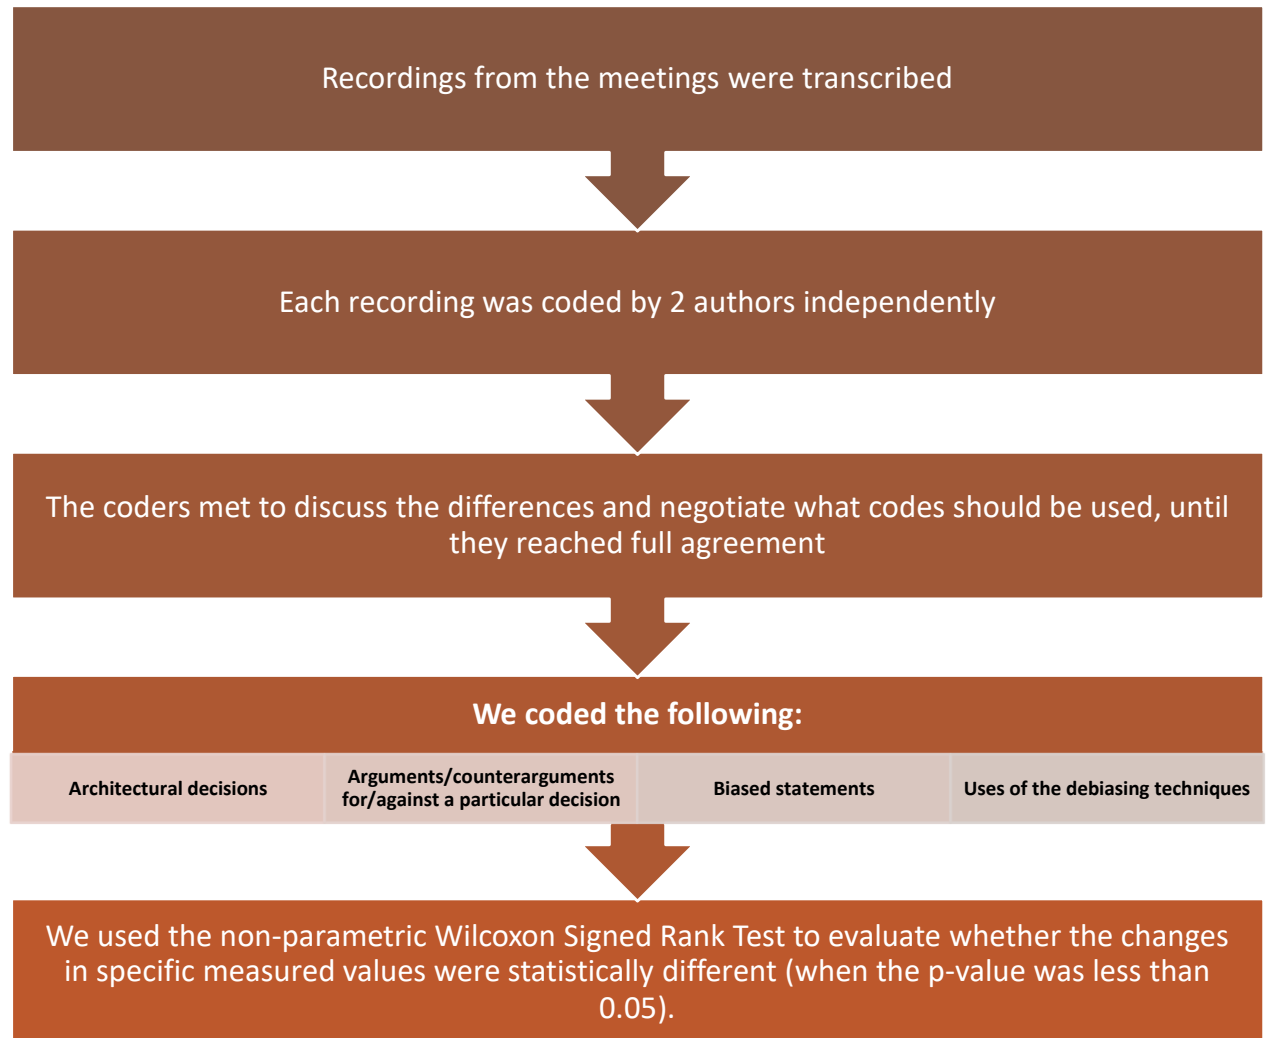 Recordings from the meetings were transcribed
Each recording was coded by 2 authors independently
The coders met to discuss the differences and negotiate what codes should be used, until
they reached full agreement
We coded the following:
Architectural decisions
Arguments/counterarguments
for/against a particular decision
Biased statements
Uses of the debiasing techniques
We used the non-parametric Wilcoxon Signed Rank Test to evaluate whether the changes
in specific measured values were statistically different (when the p-value was less than
0.05).